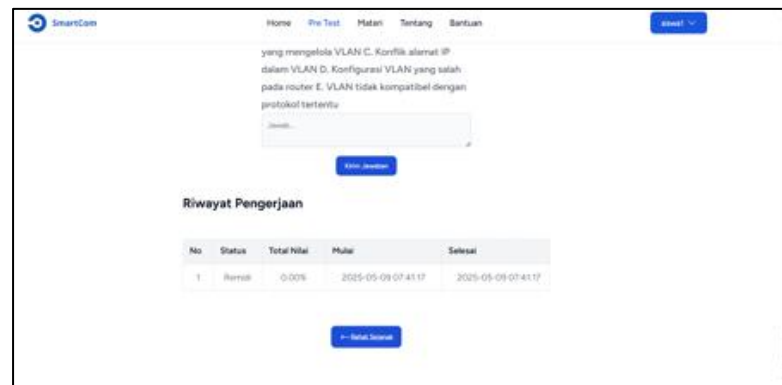 SmartCom
Home Pre Test Materi Tentang Bantuan
siswa1
yang mengelola VLAN C. Konflik alamat IP
dalam VLAN D. Konfigurasi VLAN yang salah
pada router E. VLAN tidak kompatibel dengan
protokol tertentu
Jawab...
Kirim Jawaban
Riwayat Pengerjaan
No Status Total Nilai Mulai Selesai
1 Remidi 0.00% 2025-05-09 07:41:17 2025-05-09 07:41:17